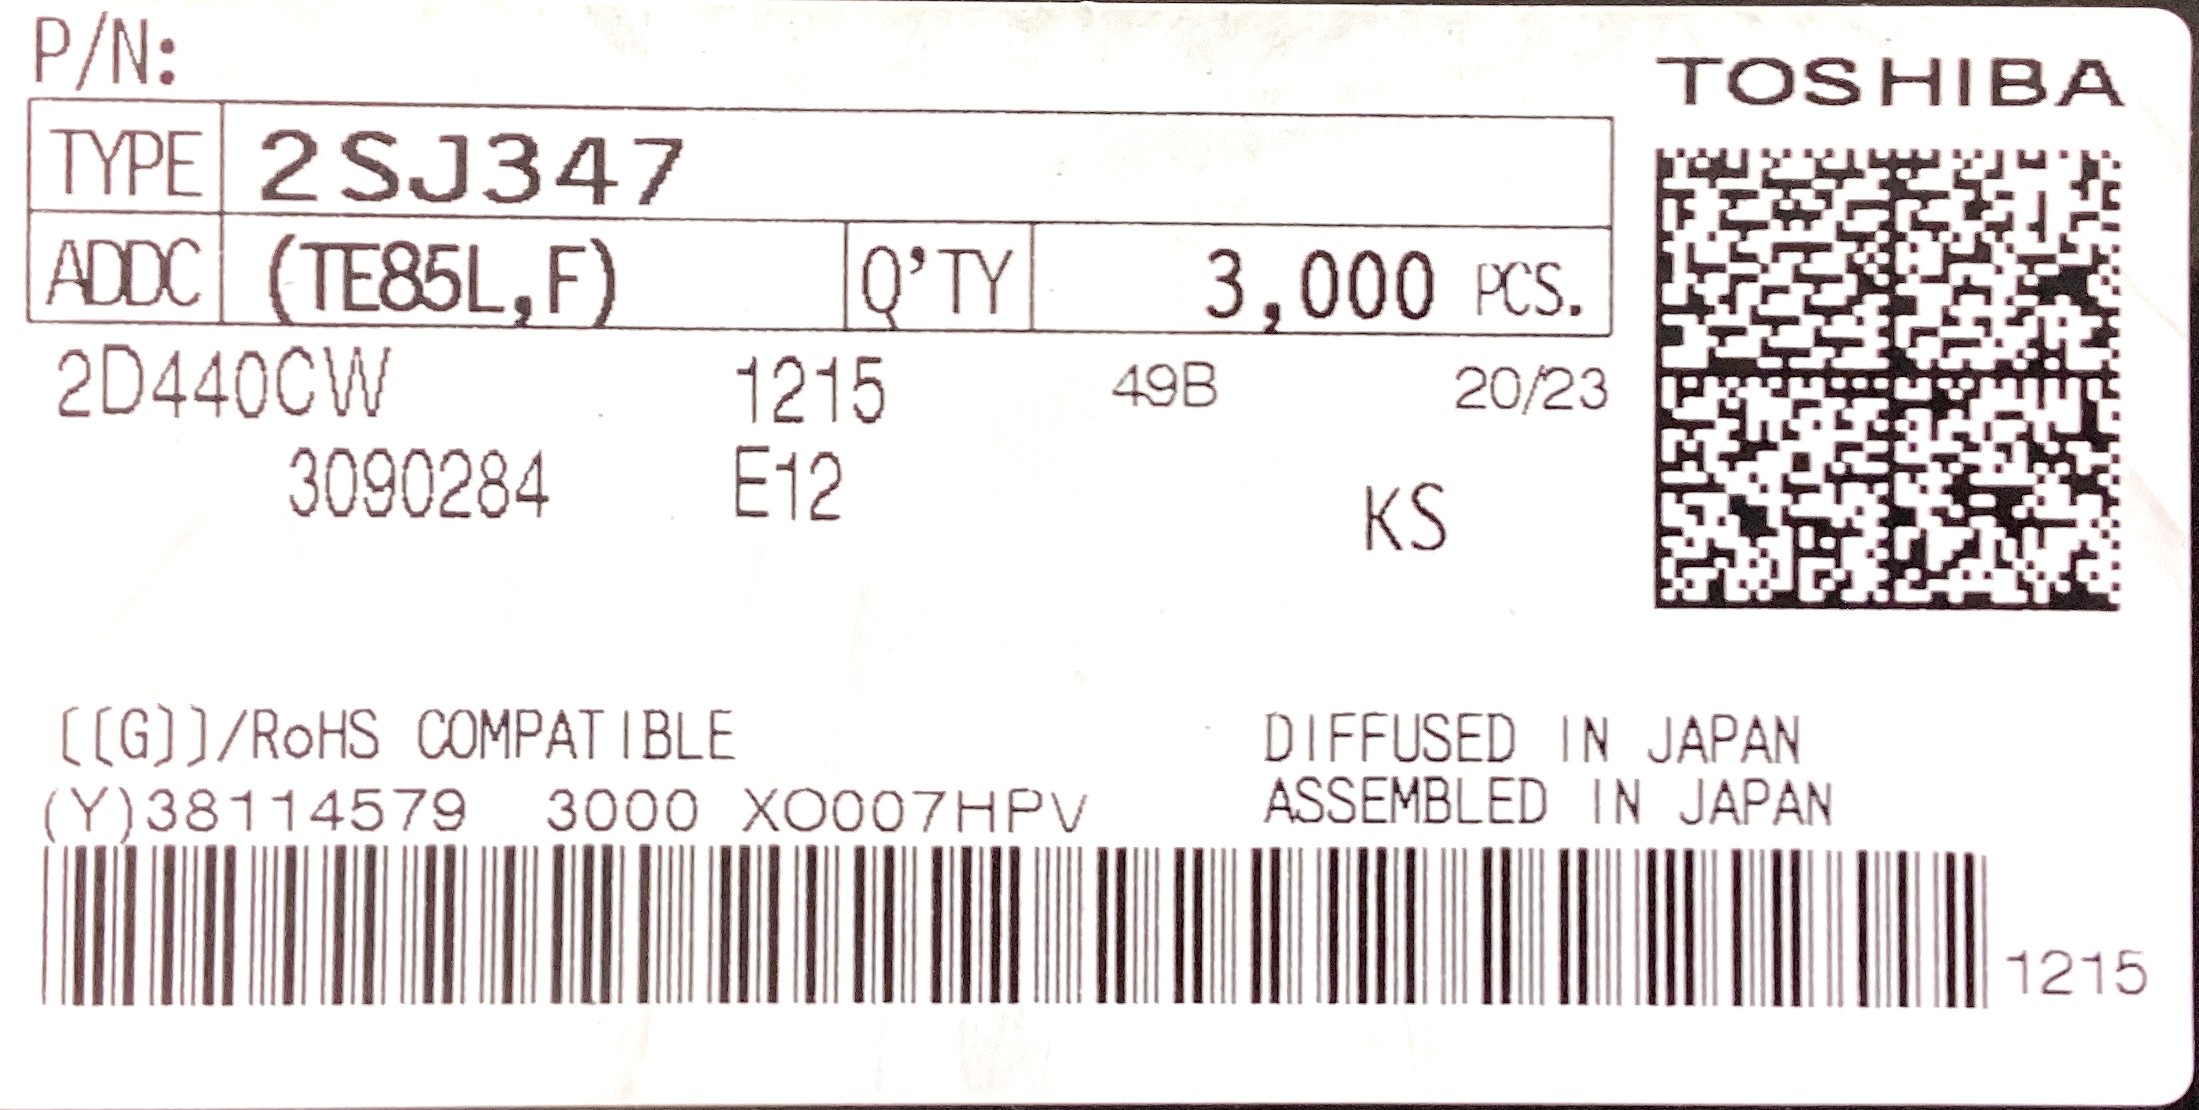 P/N:
TOSHIBA
TYPE 2SJ347
ADDC (TE85L,F) Q'TY 3,000 PCS.
2D440CW 1215 49B 20/23
3090284 E12
KS
[[G]]/RoHS COMPATIBLE
DIFFUSED IN JAPAN
(Y)38114579 3000 XO007HPV
ASSEMBLED IN JAPAN
1215